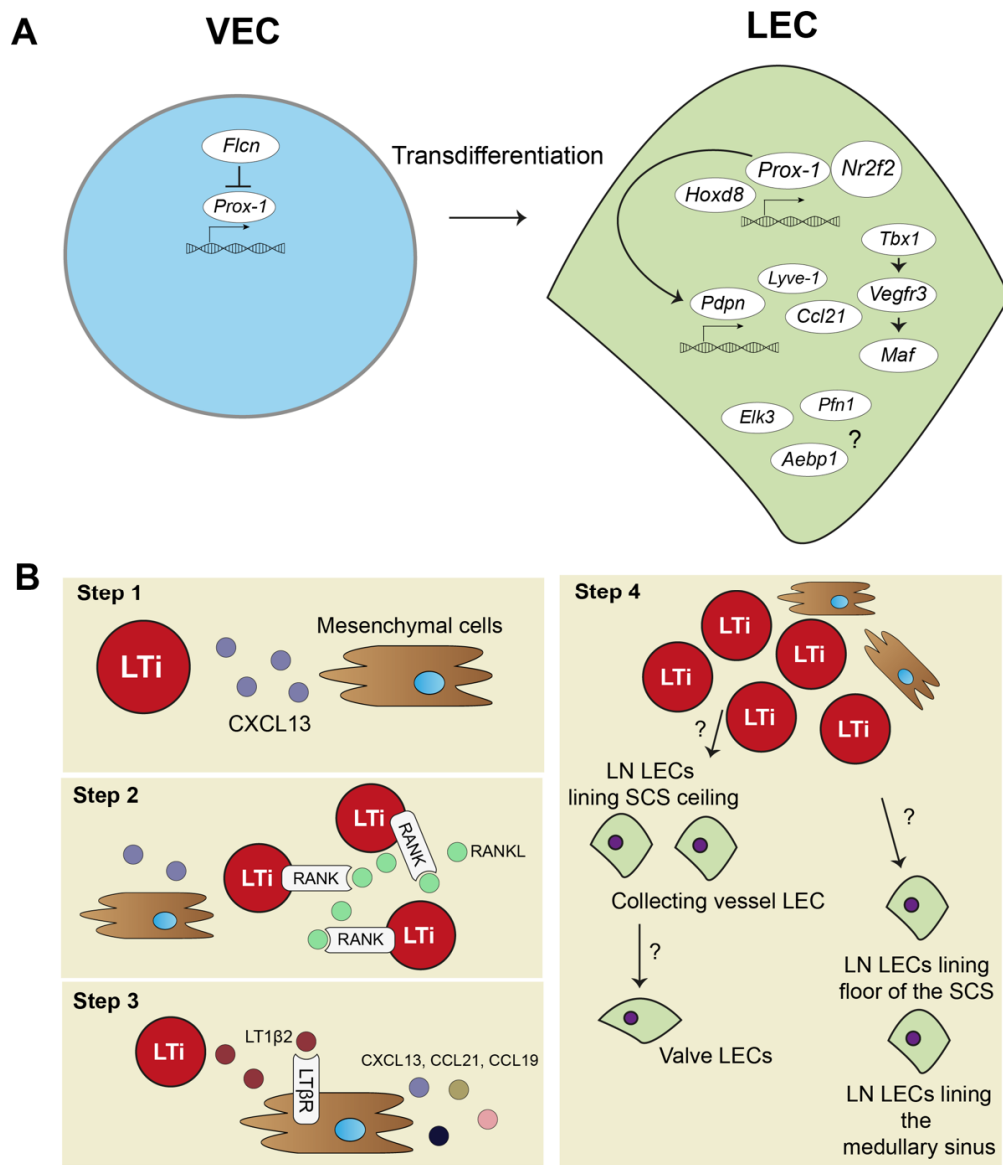 A
VEC
LEC
Flcn
Prox-1
Transdifferentiation
Prox-1
Nr2f2
Hoxd8
Tbx1
Lyve-1
Vegfr3
Pdpn
Ccl21
Maf
Elk3
Pfn1
Aebp1
?
B
Step 1
LTi
Mesenchymal cells
CXCL13
Step 2
LTi
RANK
RANKL
LTi
RANK
RANK
LTi
Step 3
LTi
LT1β2
LTβR
CXCL13, CCL21, CCL19
Step 4
LTi
LTi
LTi
LTi
LTi
?
LN LECs
lining SCS ceiling
?
Collecting vessel LEC
?
Valve LECs
LN LECs lining
floor of the SCS
LN LECs lining
the
medullary sinus